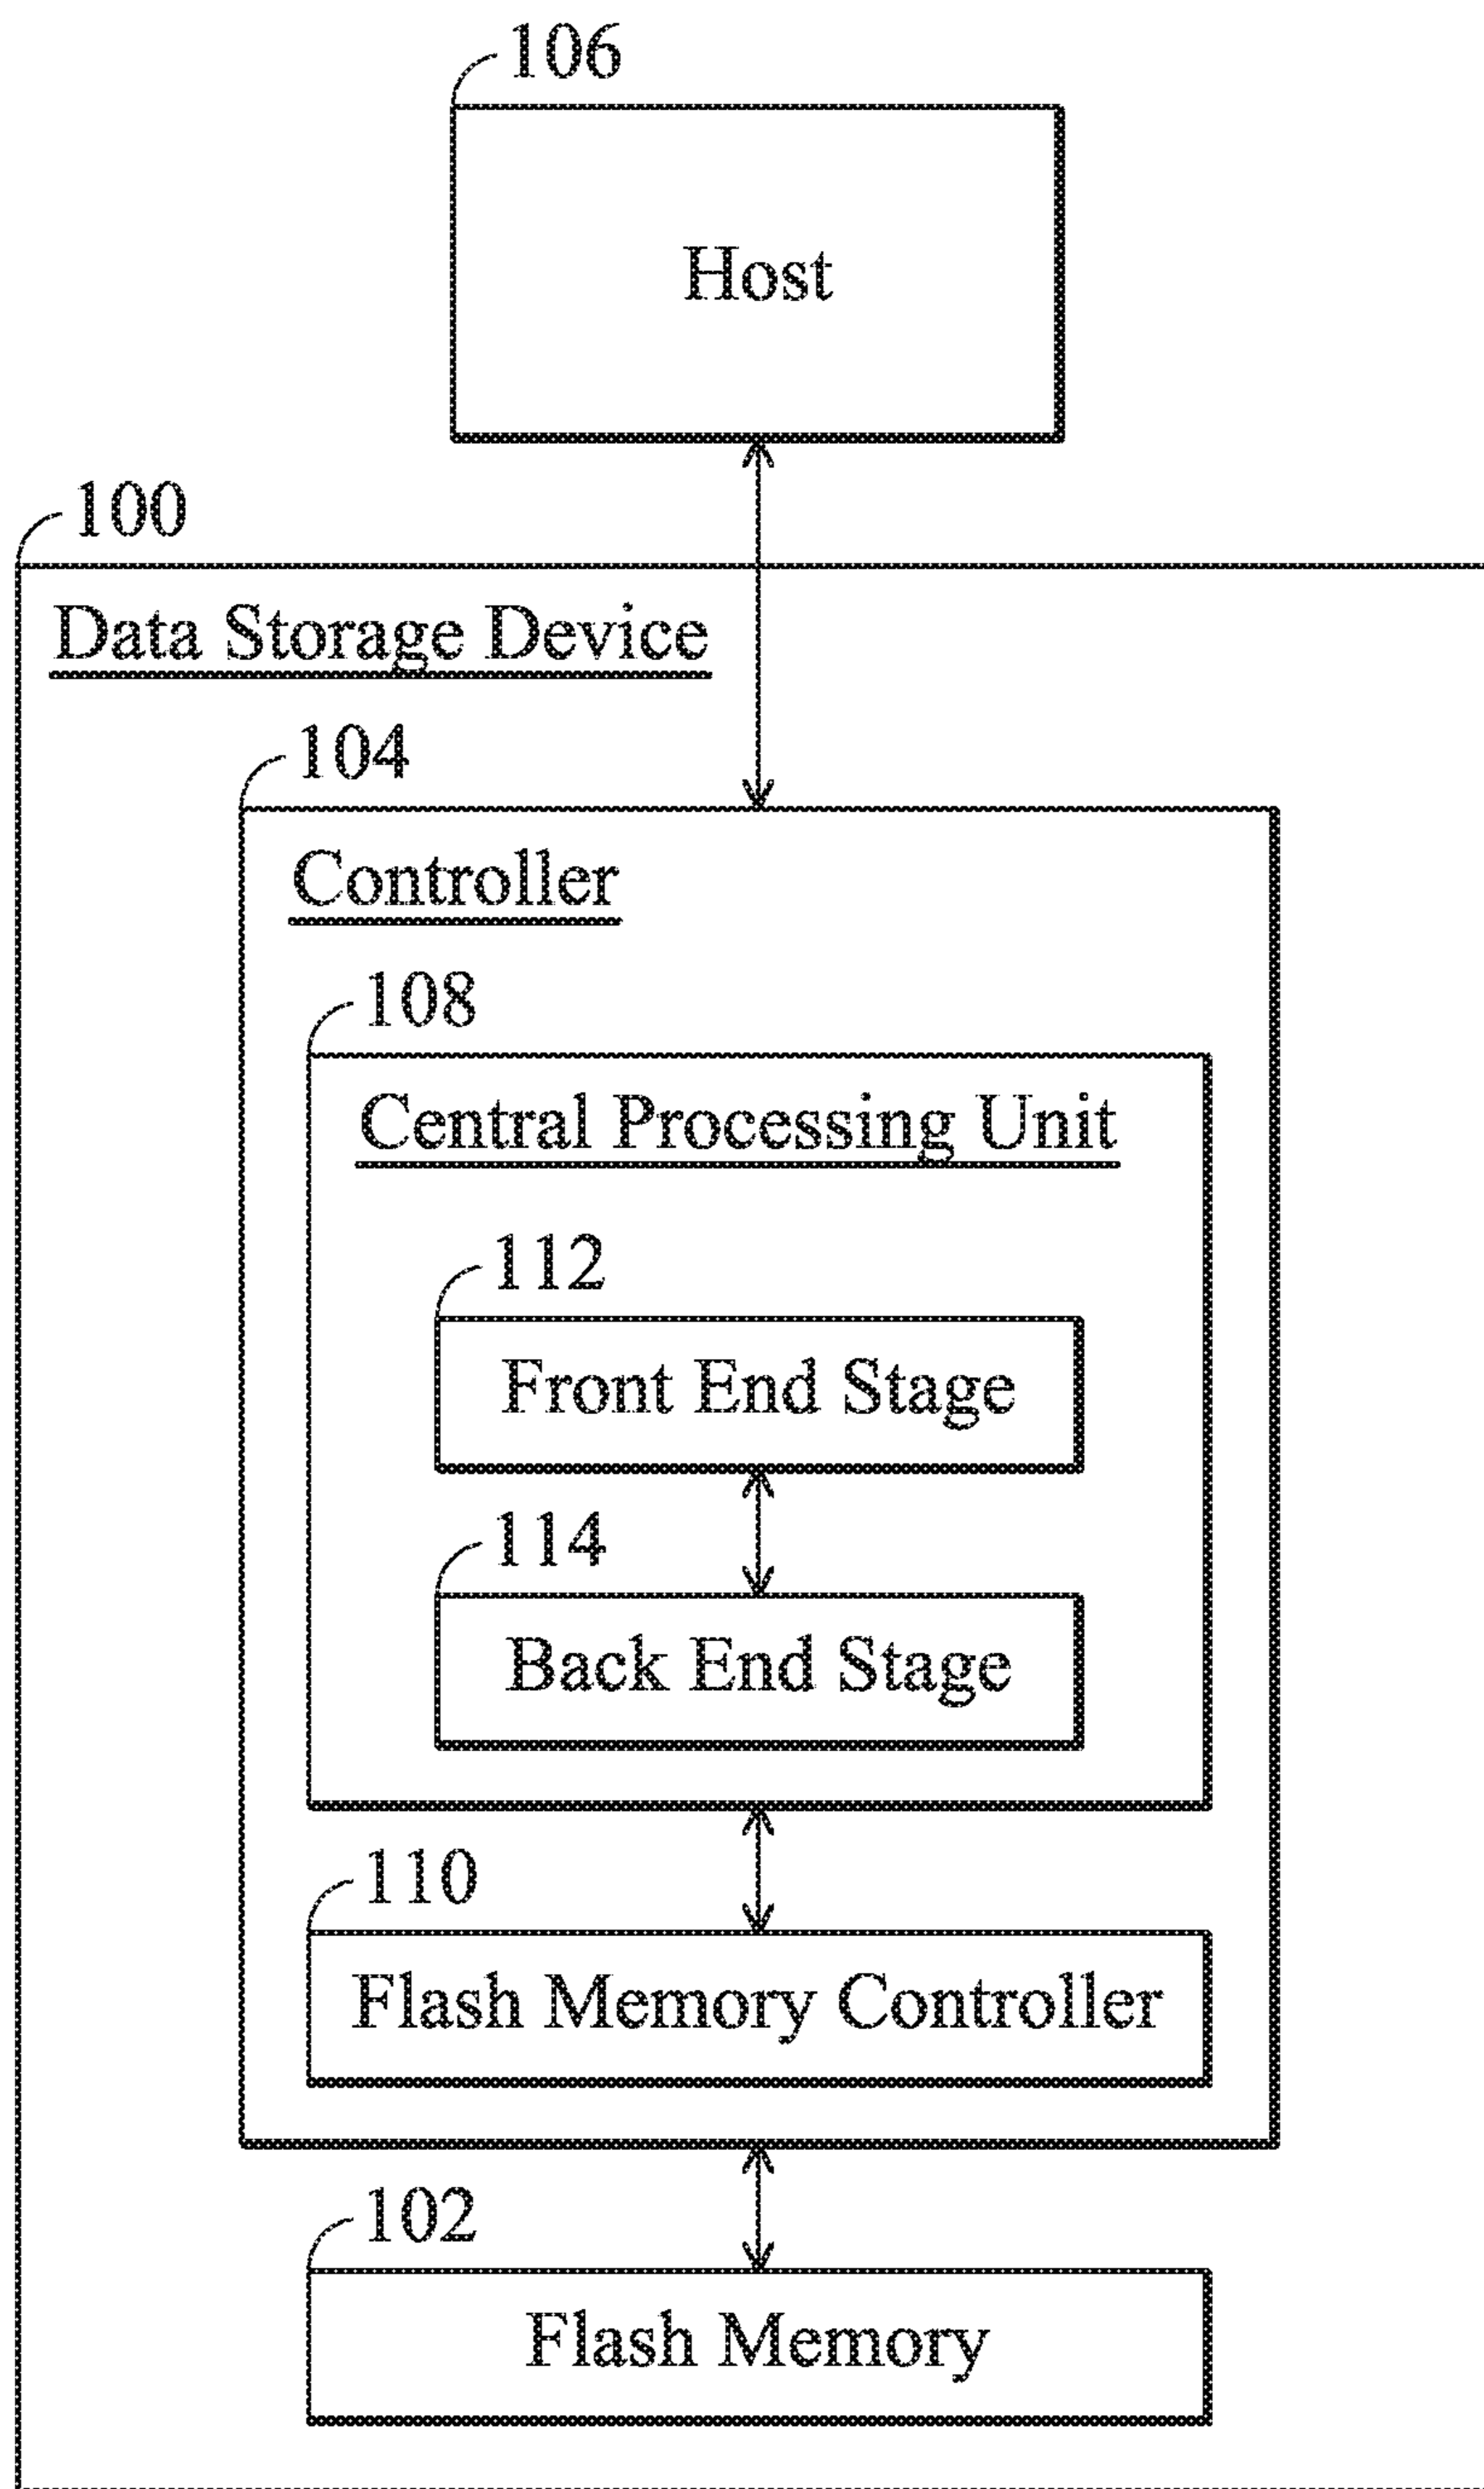 106
Host
100
Data Storage Device
104
Controller
108
Central Processing Unit
112
Front End Stage
114
Back End Stage
110
Flash Memory Controller
102
Flash Memory